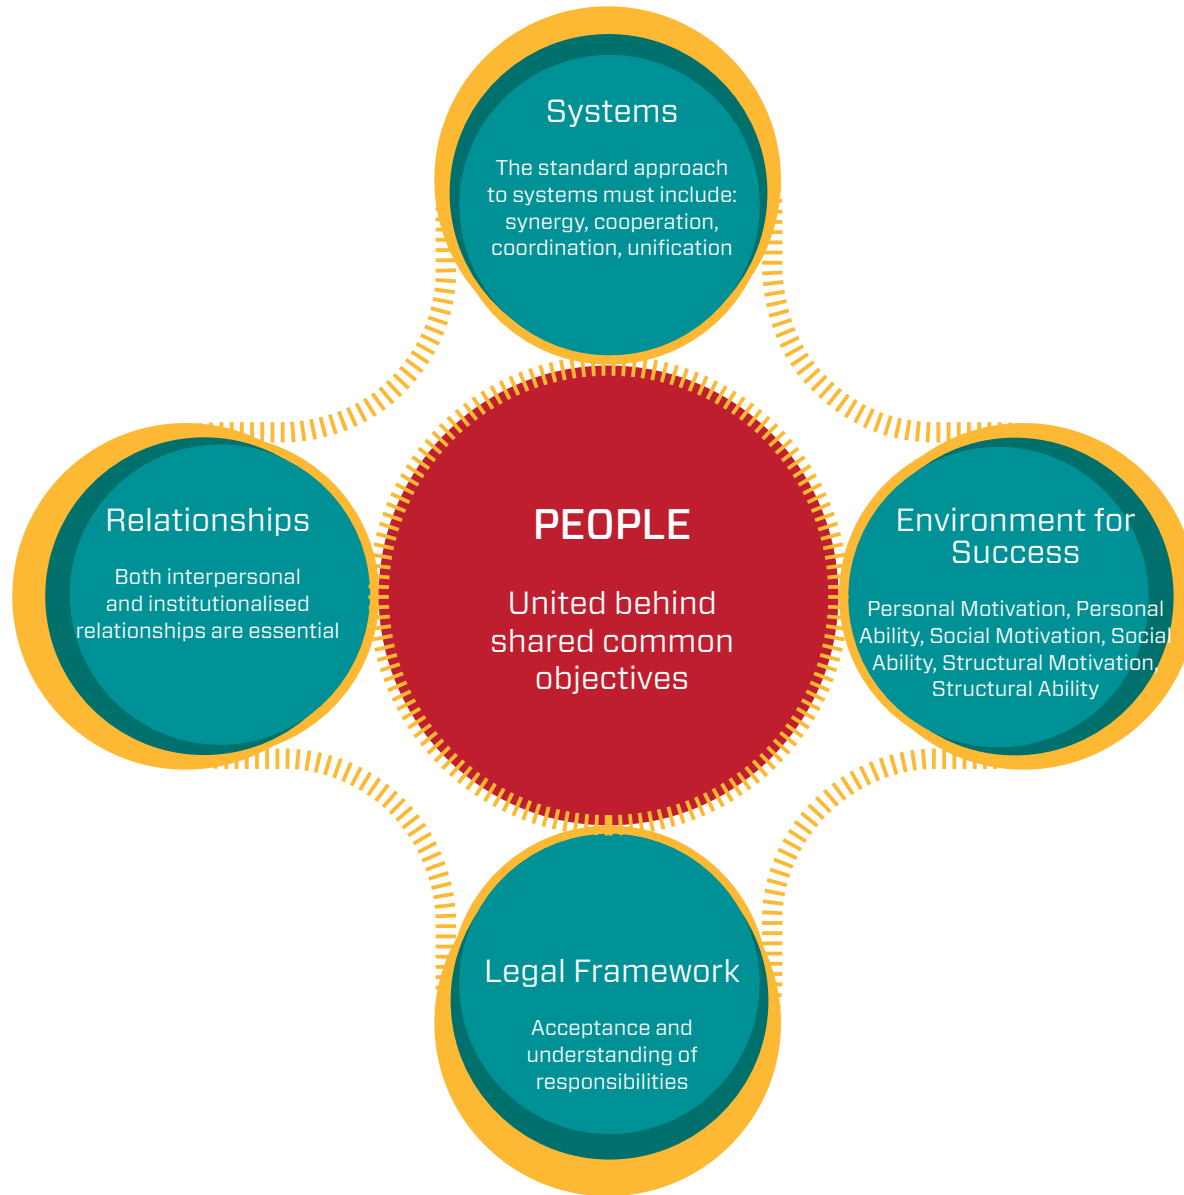 Systems
The standard approach
to systems must include:
synergy, cooperation,
coordination, unification
Relationships
Both interpersonal
and institutionalised
relationships are essential
PEOPLE
United behind
shared common
objectives
Environment for
Success
Personal Motivation, Personal
Ability, Social Motivation, Social
Ability, Structural Motivation,
Structural Ability
Legal Framework
Acceptance and
understanding of
responsibilities